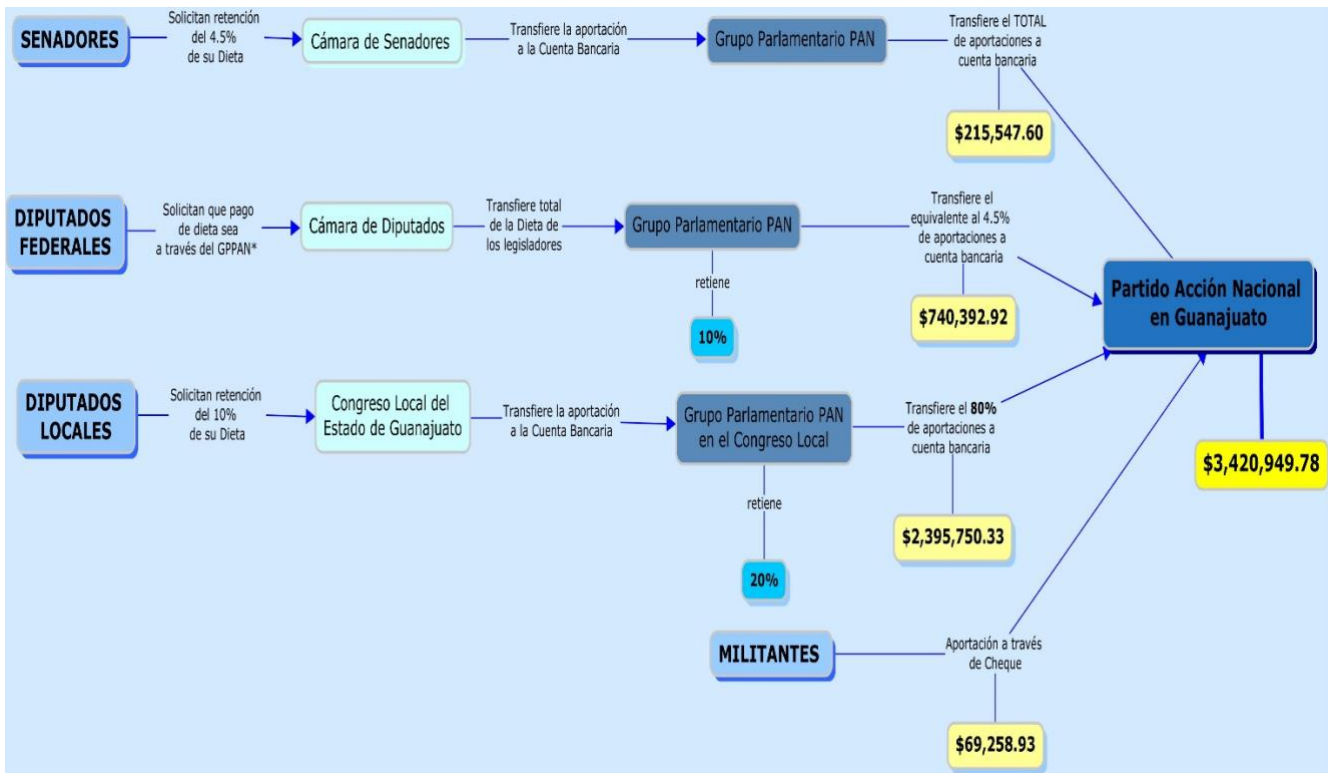 SENADORES
Solicitan retención
del 4.5%
de su Dieta
Cámara de Senadores
Transfiere la aportación
a la Cuenta Bancaria
Grupo Parlamentario PAN
Transfiere el TOTAL
de aportaciones a
cuenta bancaria
$215,547.60
DIPUTADOS
FEDERALES
Solicitan que pago
de dieta sea
a través del GPPAN*
Cámara de Diputados
Transfiere total
de la Dieta de
los legisladores
Grupo Parlamentario PAN
retiene
10%
Transfiere el
equivalente al 4.5%
de aportaciones a
cuenta bancaria
$740,392.92
Partido Acción Nacional
en Guanajuato
$3,420,949.78
DIPUTADOS
LOCALES
Solicitan retención
del 10%
de su Dieta
Congreso Local del
Estado de Guanajuato
Transfiere la aportación
a la Cuenta Bancaria
Grupo Parlamentario PAN
en el Congreso Local
retiene
20%
Transfiere el 80%
de aportaciones a
cuenta bancaria
$2,395,750.33
MILITANTES
Aportación a través
de Cheque
$69,258.93